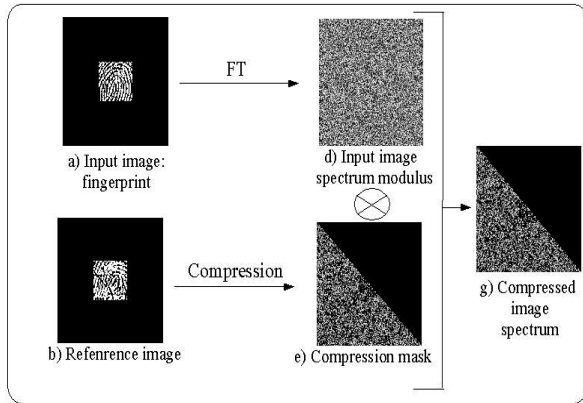 FT
a) Input image:
fingerprint
d) Input image
spectrum modulus
Compression
b) Refenrence image
e) Compression mask
g) Compressed
image
spectrum